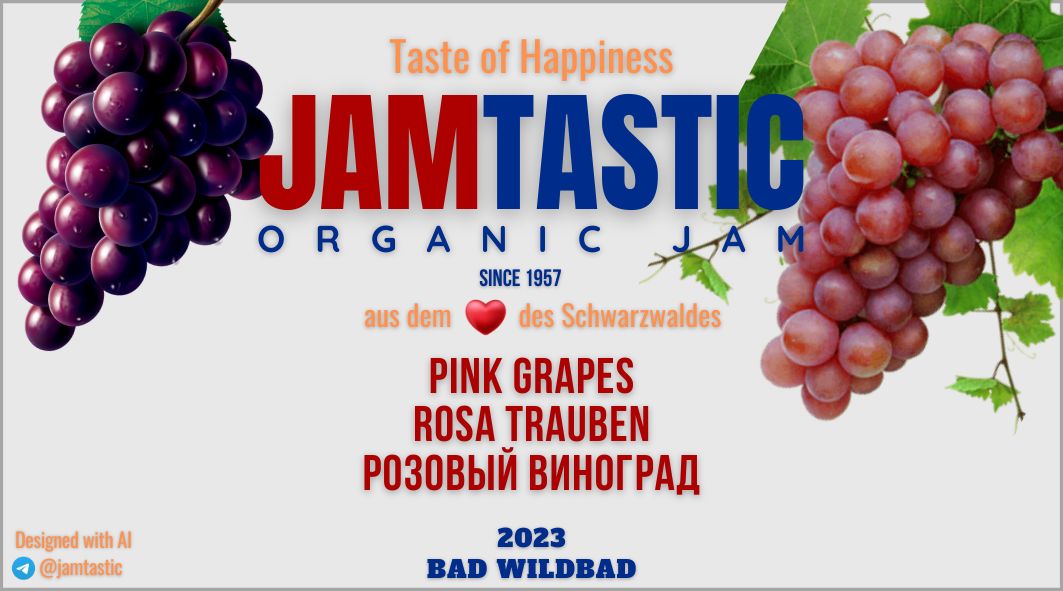 Taste of Happiness
JAMTASTIC
ORGANIC JAM
SINCE 1957
aus dem ❤ des Schwarzwaldes
PINK GRAPES
ROSA TRAUBEN
РОЗОВЫЙ ВИНОГРАД
2023
BAD WILDBAD
Designed with AI
@jamtastic